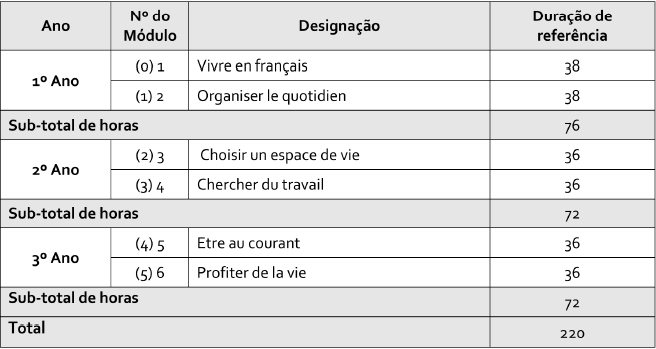 Ano Nº do Módulo Designação Duração de referência
1º Ano (0) 1 Vivre en français 38
(1) 2 Organiser le quotidien 38
Sub-total de horas 76
2º Ano (2) 3 Choisir un espace de vie 36
(3) 4 Chercher du travail 36
Sub-total de horas 72
3º Ano (4) 5 Etre au courant 36
(5) 6 Profiter de la vie 36
Sub-total de horas 72
Total 220